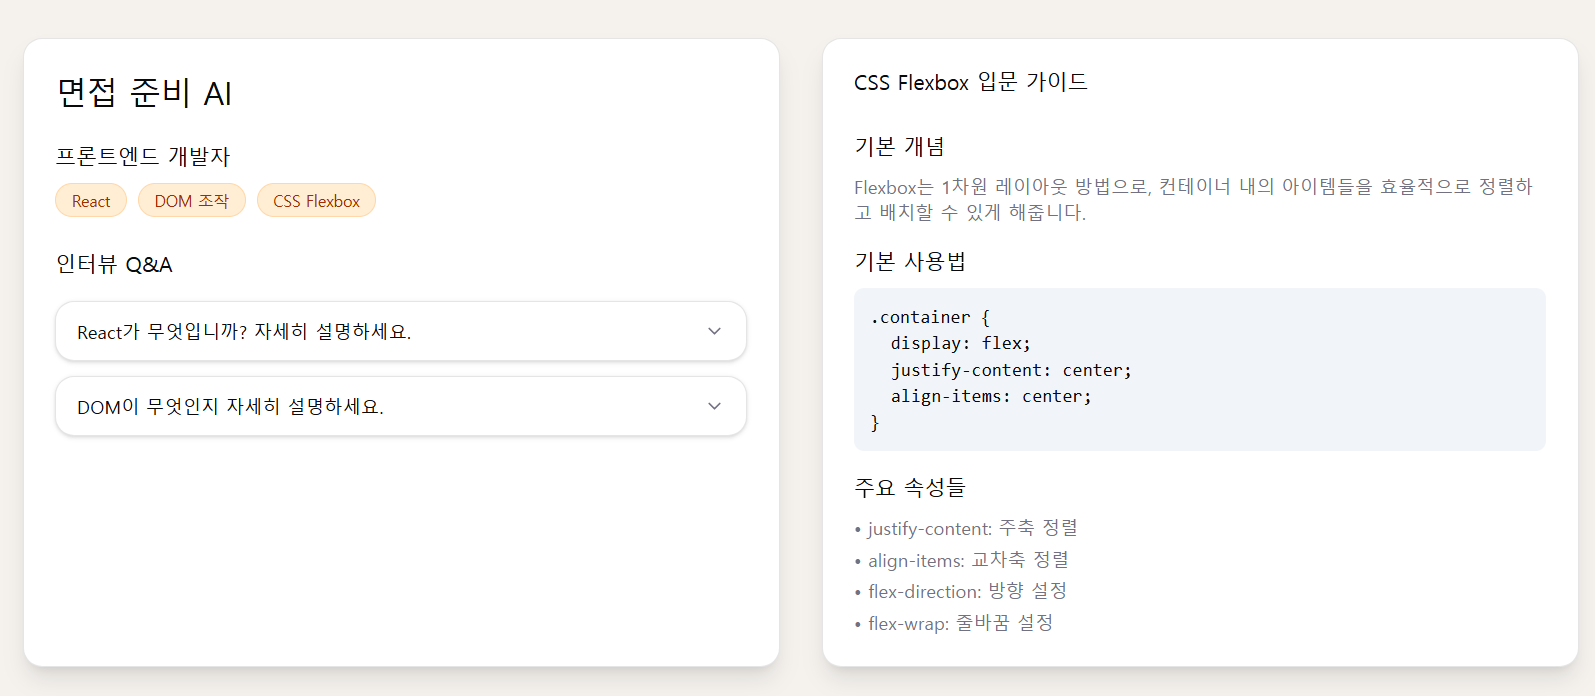 면접 준비 AI
프론트엔드 개발자
React
DOM 조작
CSS Flexbox
인터뷰 Q&A
React가 무엇입니까? 자세히 설명하세요.
DOM이 무엇인지 자세히 설명하세요.
CSS Flexbox 입문 가이드
기본 개념
Flexbox는 1차원 레이아웃 방법으로, 컨테이너 내의 아이템들을 효율적으로 정렬하
고 배치할 수 있게 해줍니다.
기본 사용법
.container {
  display: flex;
  justify-content: center;
  align-items: center;
}
주요 속성들
• justify-content: 주축 정렬
• align-items: 교차축 정렬
• flex-direction: 방향 설정
• flex-wrap: 줄바꿈 설정